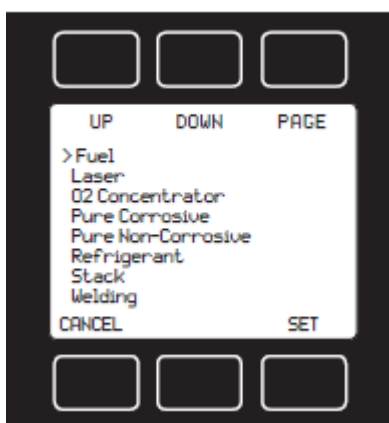 UP DOWN PAGE
>Fuel
Laser
O2 Concentrator
Pure Corrosive
Pure Non-Corrosive
Refrigerant
Stack
Welding
CANCEL SET